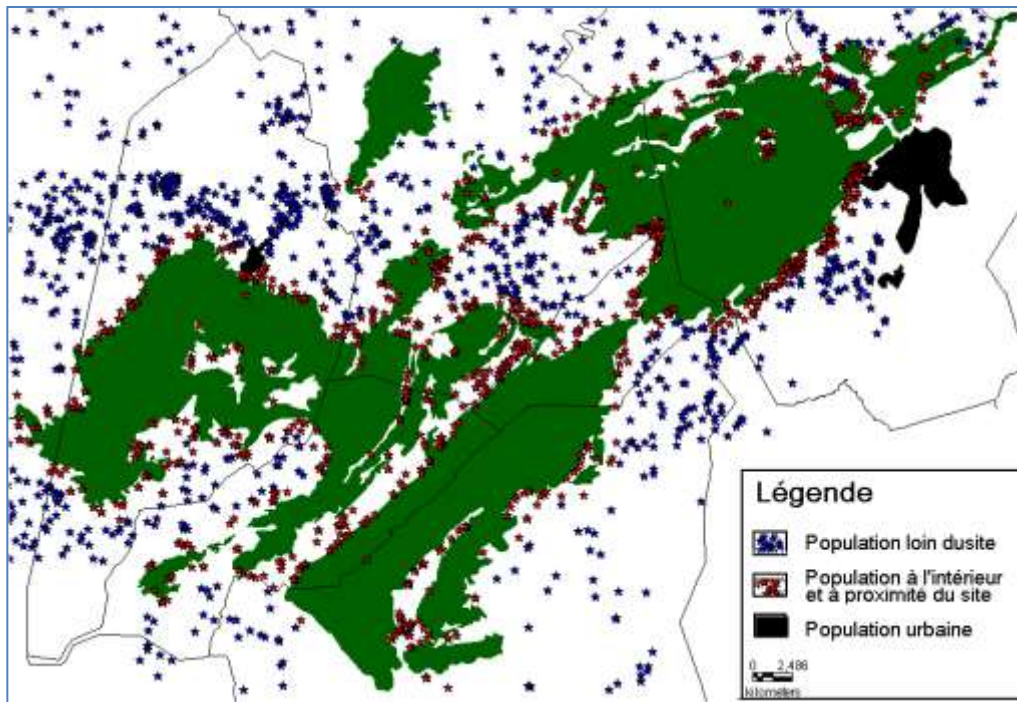 Légende
Population loin dusite
Population à l'intérieur
et à proximité du site
Population urbaine
0 2,486
kilometers